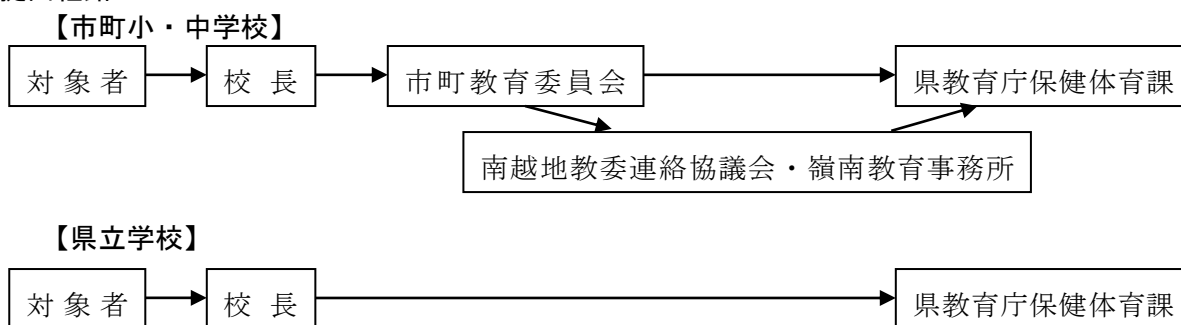 【市町小・中学校】
対象者 校長 市町教育委員会 県教育庁保健体育課
南越地教委連絡協議会・嶺南教育事務所
【県立学校】
対象者 校長 県教育庁保健体育課